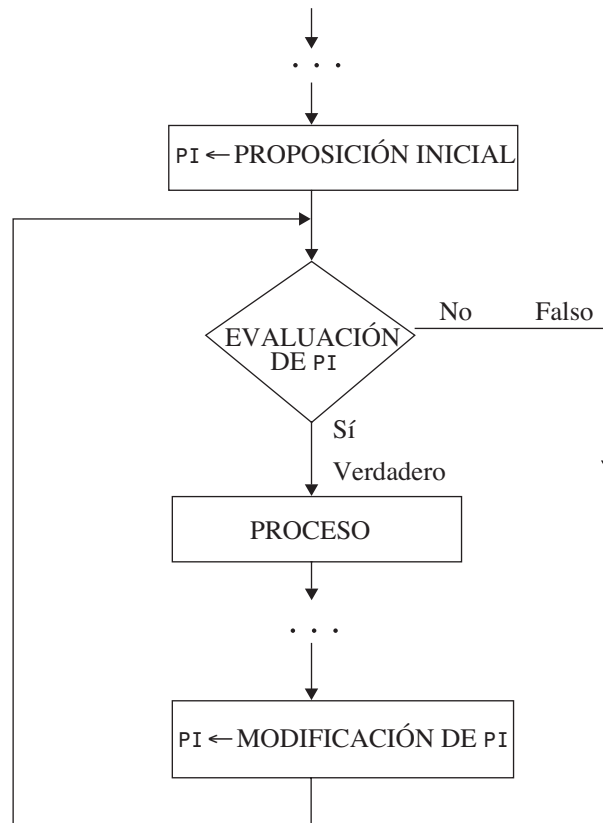 . . .
PI ← PROPOSICIÓN INICIAL
No Falso
EVALUACIÓN
DE PI
Sí
Verdadero
PROCESO
. . .
PI ← MODIFICACIÓN DE PI